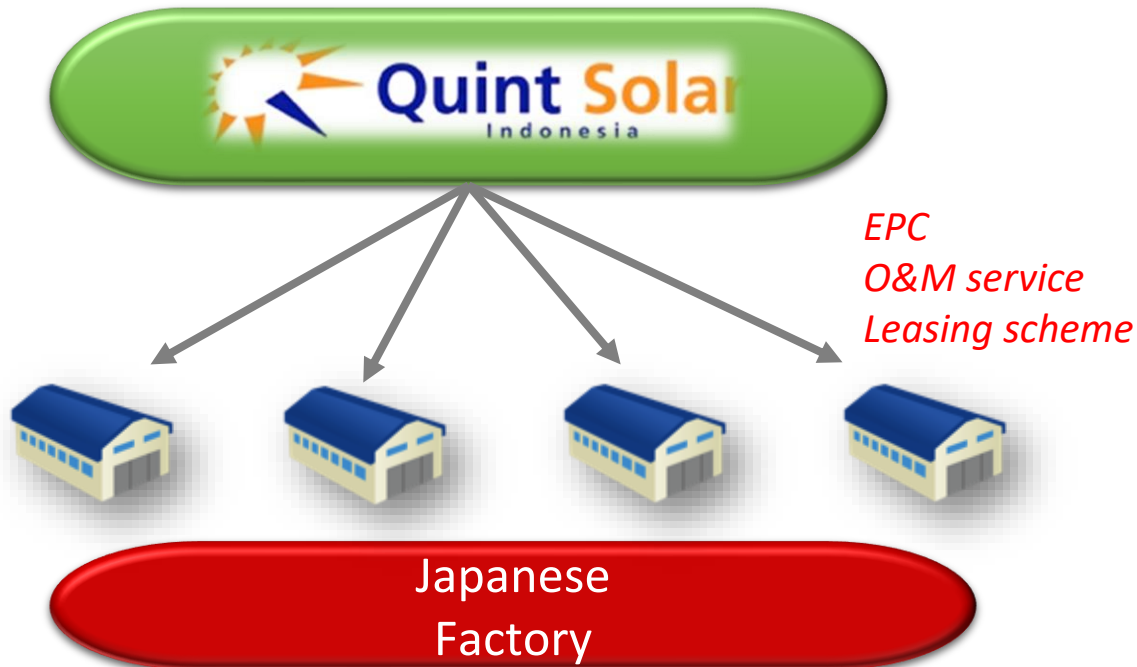 Quint Solar
Indonesia
EPC
O&M service
Leasing scheme
Japanese
Factory